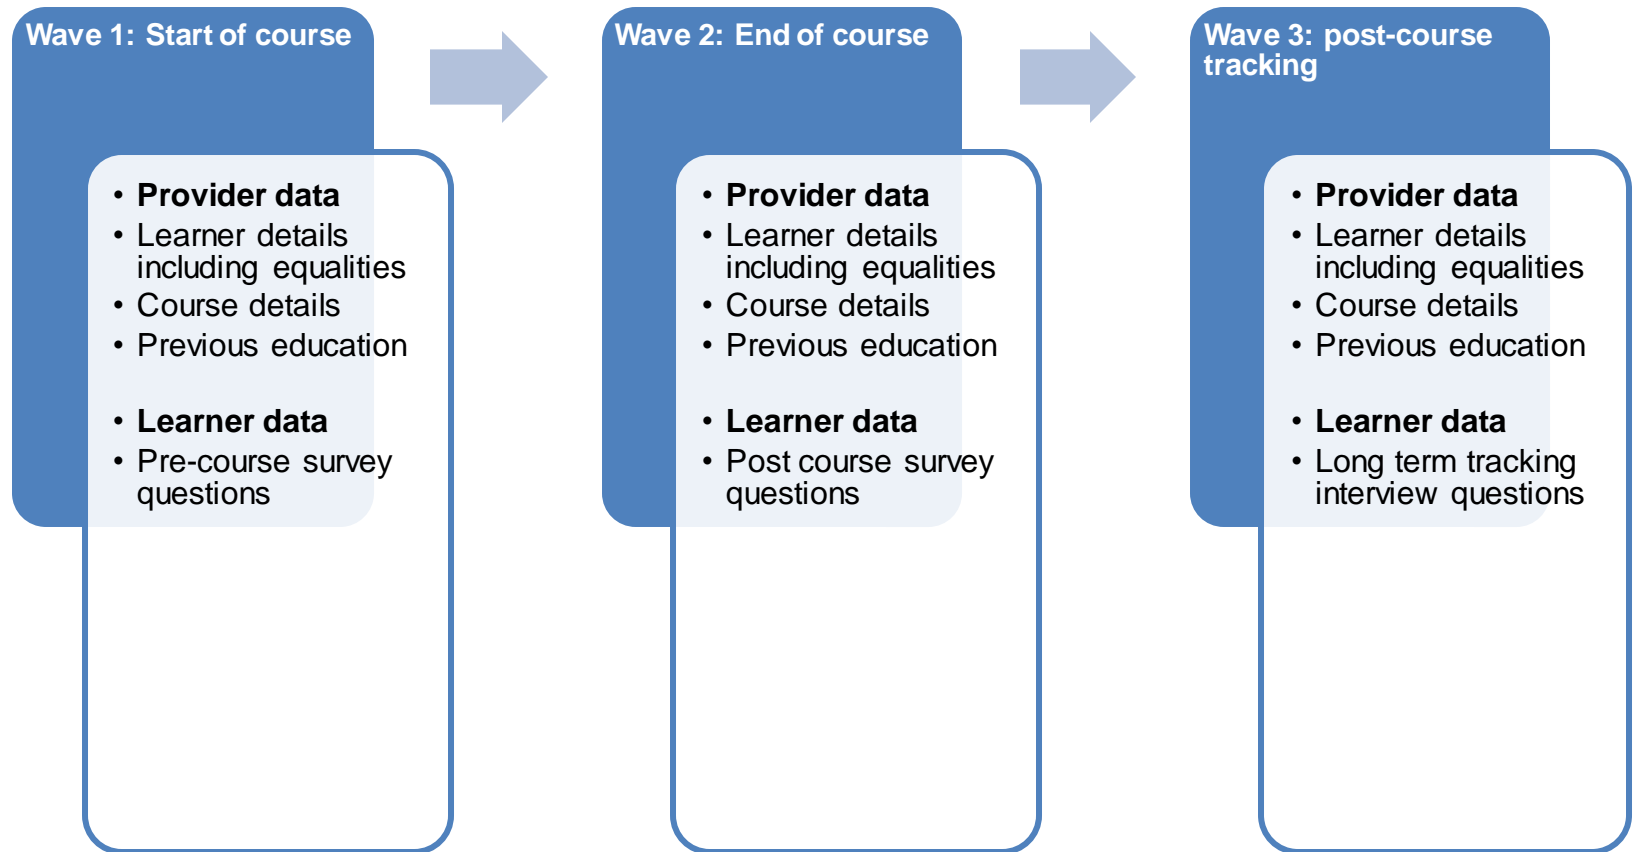 Wave 1: Start of course
• Provider data
• Learner details
including equalities
• Course details
• Previous education
• Learner data
• Pre-course survey
questions
Wave 2: End of course
• Provider data
• Learner details
including equalities
• Course details
• Previous education
• Learner data
• Post course survey
questions
Wave 3: post-course
tracking
• Provider data
• Learner details
including equalities
• Course details
• Previous education
• Learner data
• Long term tracking
interview questions